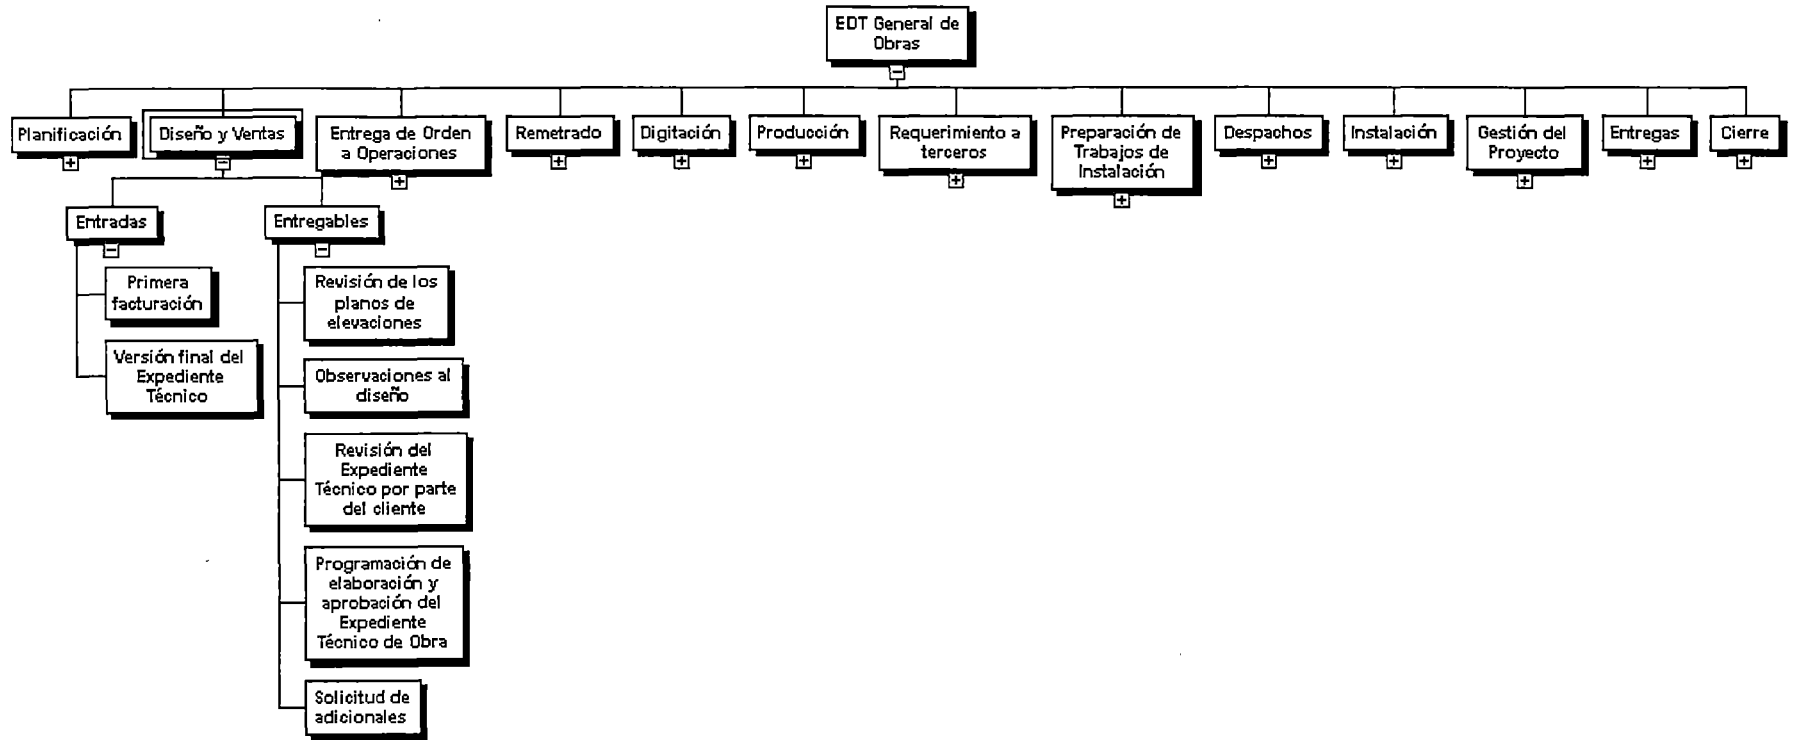 EDT General de
Obras
Planificación
Diseño y Ventas
Entrega de Orden
a Operaciones
Remetrado
Digitación
Producción
Requerimiento a
terceros
Preparación de
Trabajos de
Instalación
Despachos
Instalación
Gestión del
Proyecto
Entregas
Cierre
Entradas
Primera
facturación
Versión final del
Expediente
Técnico
Entregables
Revisión de los
planos de
elevaciones
Observaciones al
diseño
Revisión del
Expediente
Técnico por parte
del cliente
Programación de
elaboración y
aprobación del
Expediente
Técnico de Obra
Solicitud de
adicionales